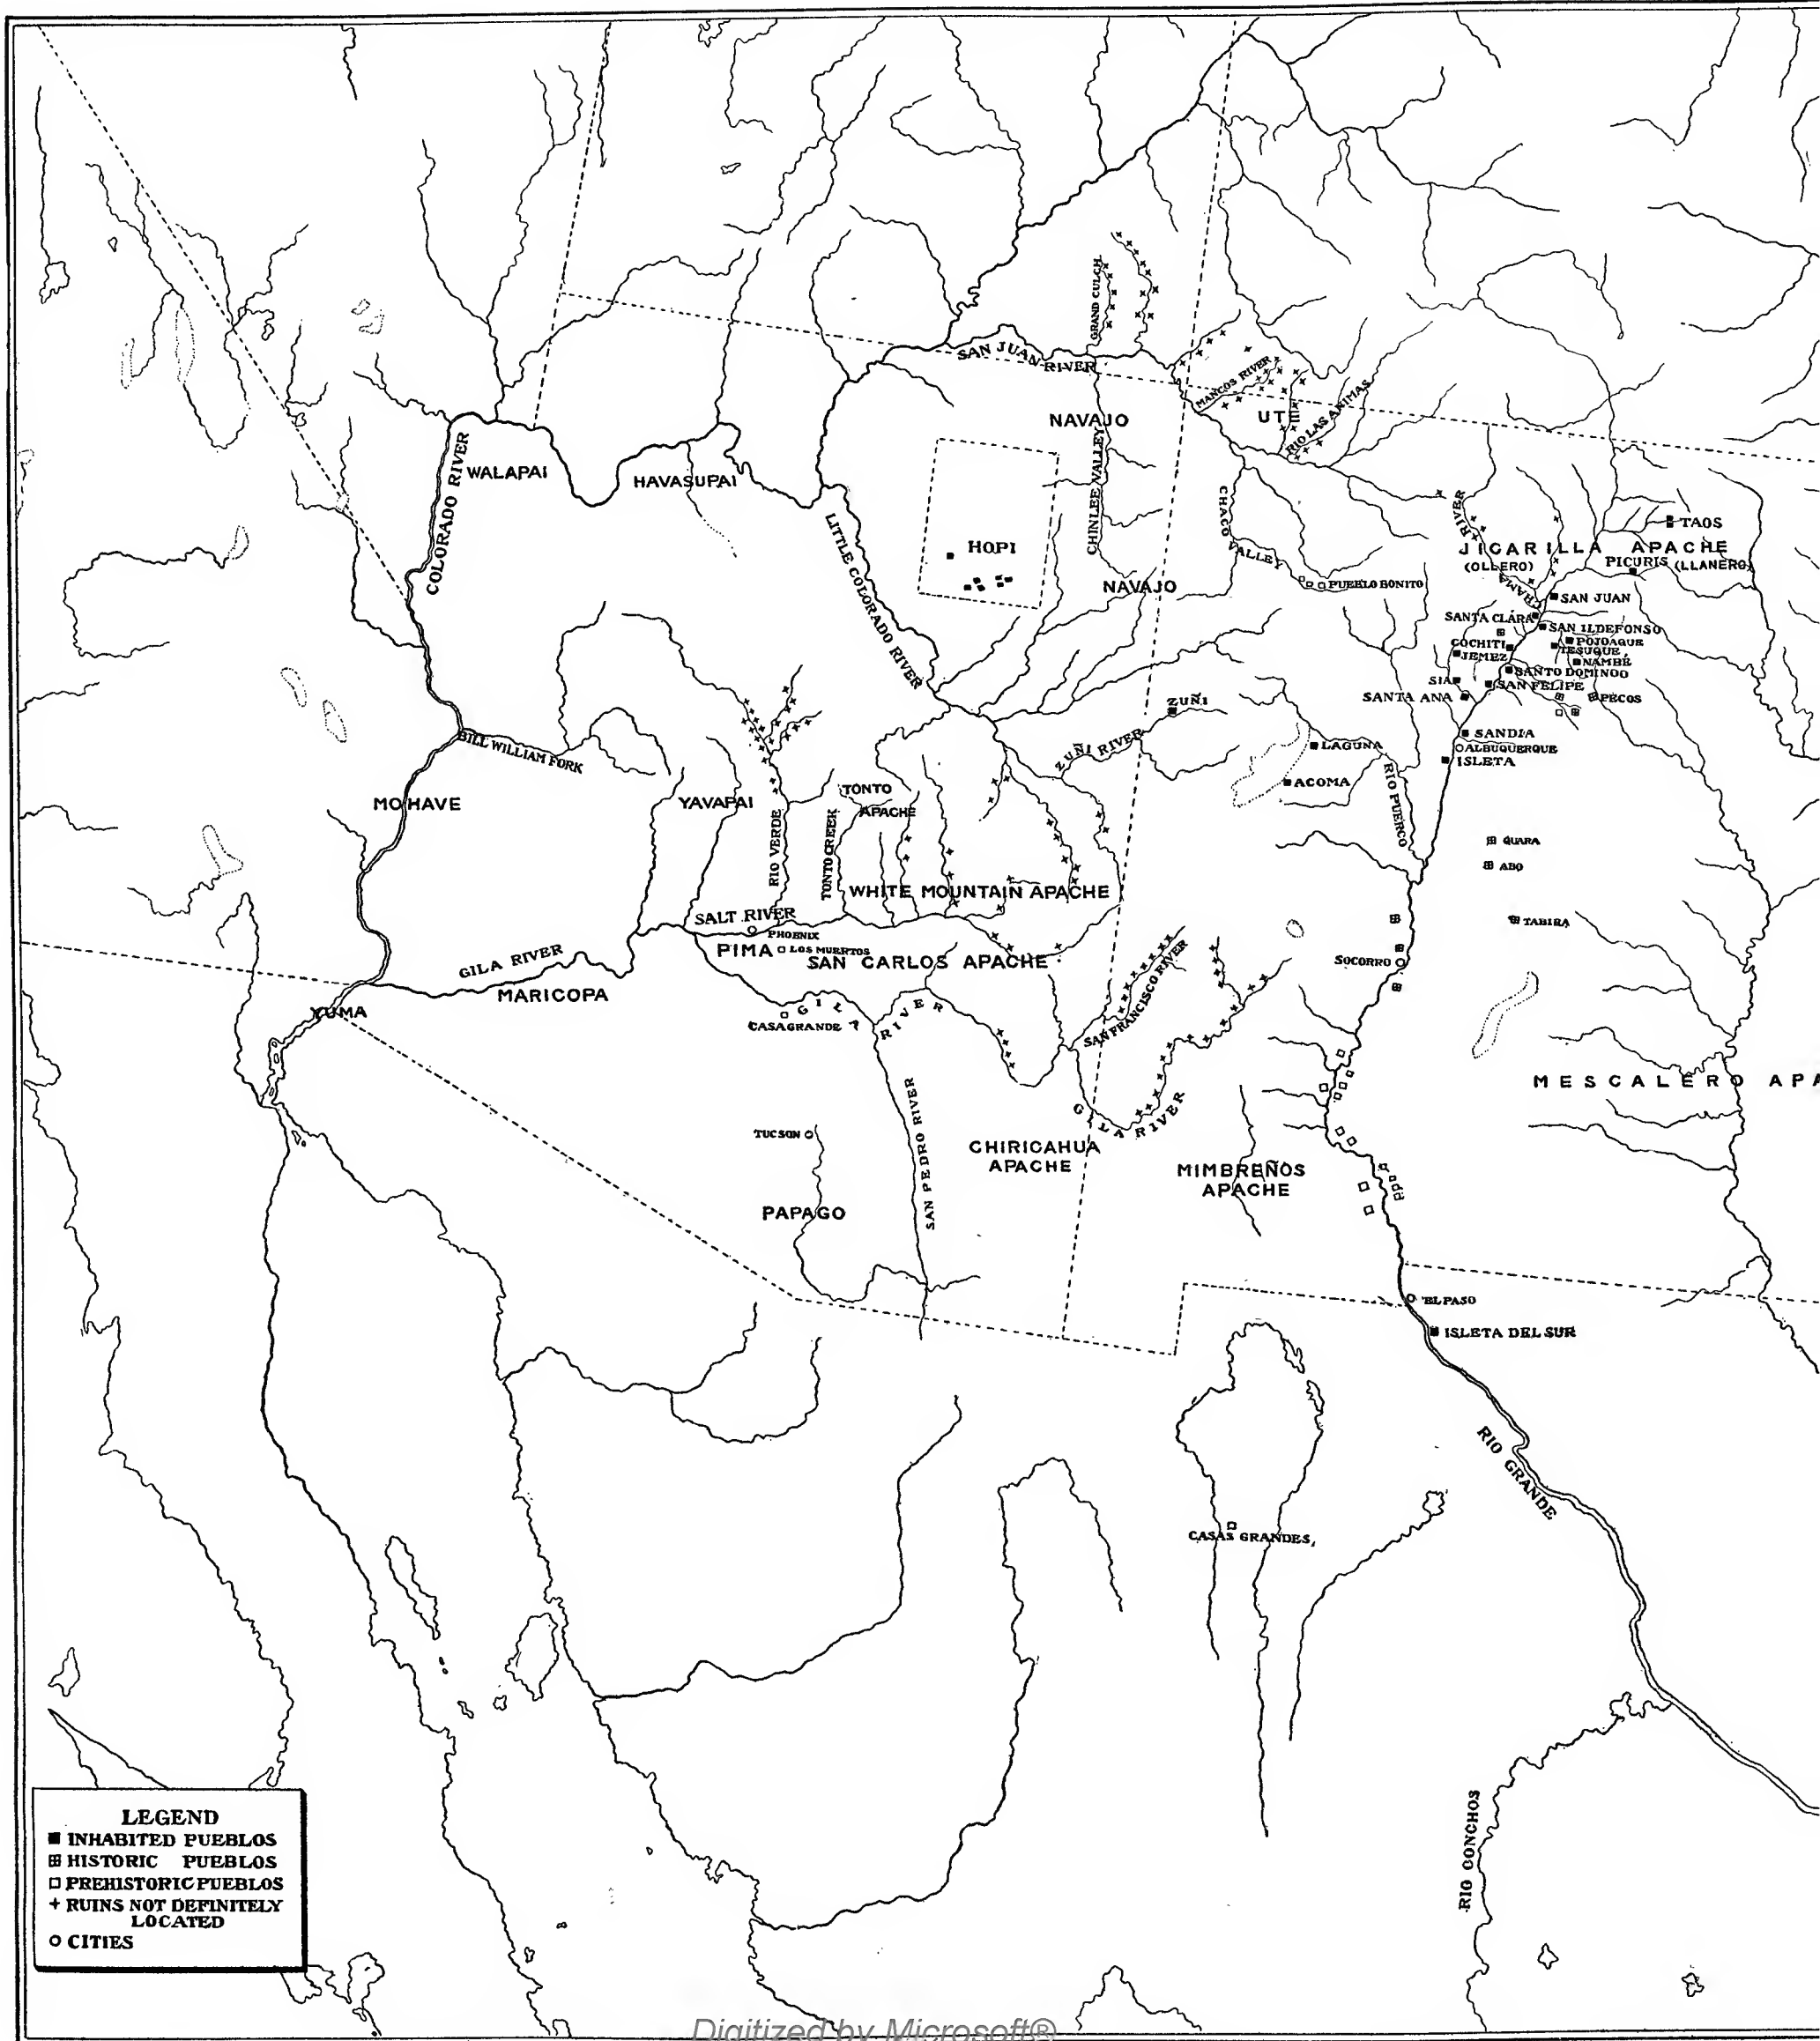 GRAND GULCH
SAN JUAN RIVER
MANCOS RIVER
UTE
RIO LAS ANIMAS
NAVAJO
COLORADO RIVER
WALAPAI
HAVASUPAI
LITTLE COLORADO RIVER
CHINLEE VALLEY
HOPI
NAVAJO
CHACO VALLEY
PUEBLO BONITO
CHAMA RIVER
TAOS
JICARILLA APACHE
(OLLERO)
PICURIS (LLANERO)
SAN JUAN
SANTA CLARA
SAN ILDEFONSO
COCHITI
POJOAQUE
JEMEZ
TESUQUE
NAMBÉ
SANTO DOMINGO
SIA
SAN FELIPE
SANTA ANA
PECOS
ZUÑI
ZUÑI RIVER
SANDIA
LAGUNA
ALBUQUERQUE
ISLETA
ACOMA
RIO PUERCO
BILL WILLIAM FORK
MOHAVE
YAVAPAI
TONTO
APACHE
RIO VERDE
TONTO CREEK
QUARA
ABO
WHITE MOUNTAIN APACHE
SALT RIVER
PHOENIX
TABIRA
PIMA
LOS MUERTOS
GILA RIVER
SAN CARLOS APACHE
SOCORRO
SAN FRANCISCO RIVER
MARICOPA
YUMA
GILA RIVER
CASAGRANDE
MESCALERO APA
SAN PEDRO RIVER
GILA RIVER
TUCSON
CHIRICAHUA
APACHE
MIMBREÑOS
APACHE
PAPAGO
EL PASO
ISLETA DEL SUR
RIO GRANDE
CASAS GRANDES
RIO CONCHOS
LEGEND
INHABITED PUEBLOS
HISTORIC PUEBLOS
PREHISTORIC PUEBLOS
+ RUINS NOT DEFINITELY
LOCATED
CITIES
Digitized by Microsoft®